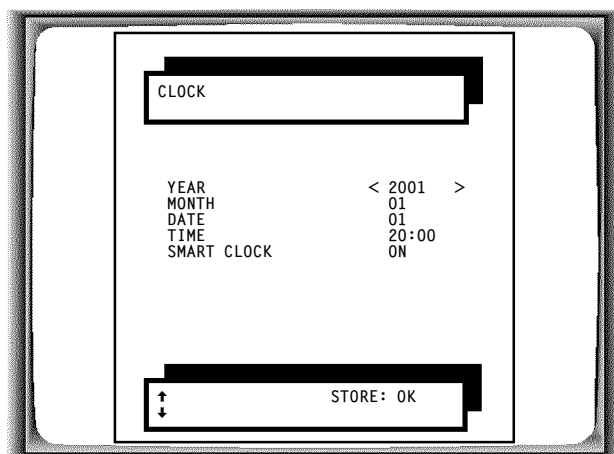 CLOCK
YEAR < 2001 >
MONTH 01
DATE 01
TIME 20:00
SMART CLOCK ON
↑ STORE: OK
↓